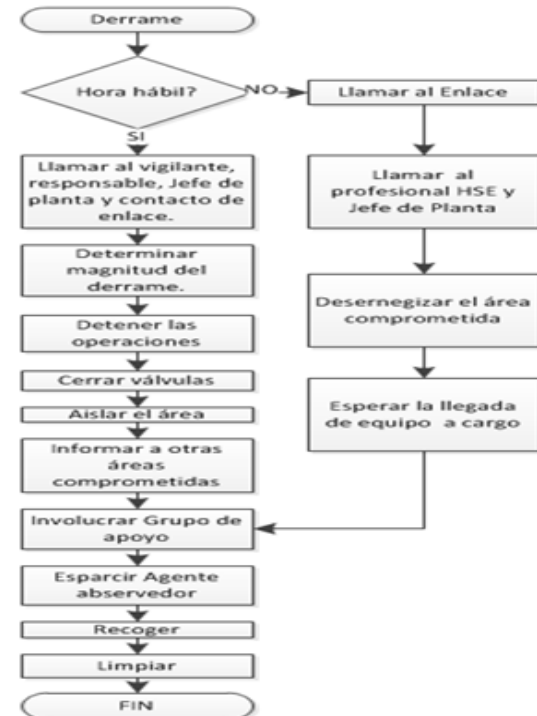 Derrame
Hora hábil?
NO
Llamar al Enlace
SI
Llamar al vigilante,
responsable, Jefe de
planta y contacto de
enlace.
Llamar al
profesional HSE y
Jefe de Planta
Determinar
magnitud del
derrame.
Desernegizar el área
comprometida
Detener las
operaciones
Cerrar válvulas
Esperar la llegada
de equipo a cargo
Aislar el área
Informar a otras
áreas
comprometidas
Involucrar Grupo de
apoyo
Esparcir Agente
abservedor
Recoger
Limpiar
FIN